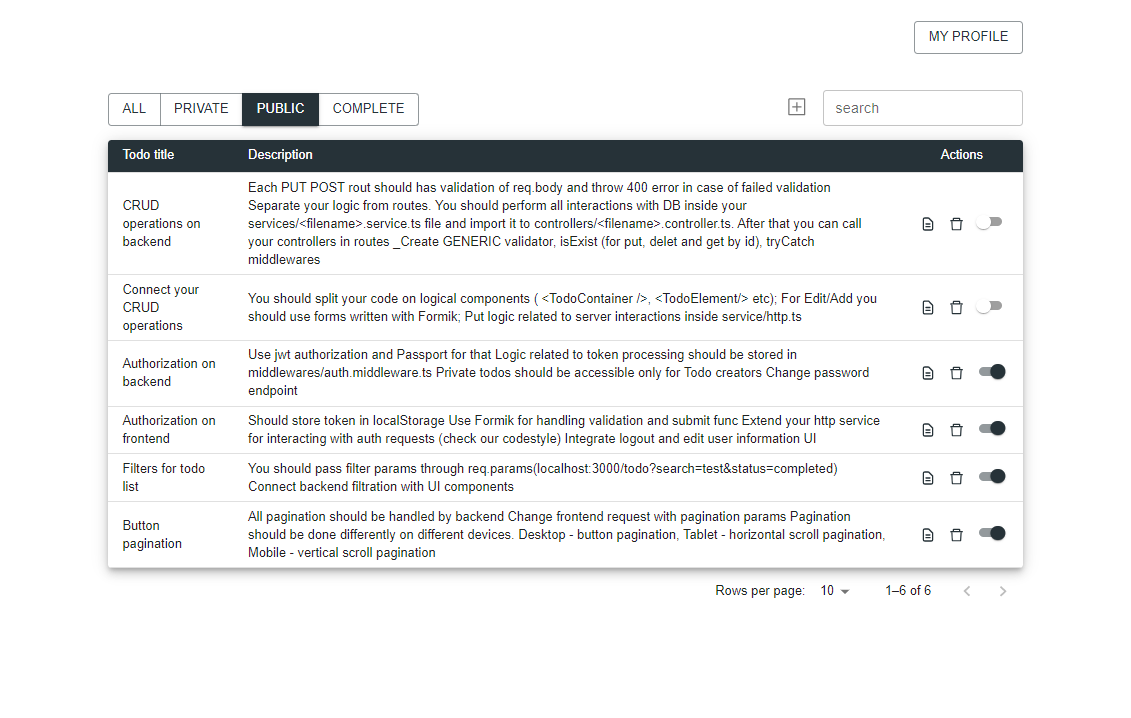 MY PROFILE
ALL PRIVATE PUBLIC COMPLETE search
Todo title Description Actions
CRUD operations on backend
Each PUT POST rout should has validation of req.body and throw 400 error in case of failed validation
Separate your logic from routes. You should perform all interactions with DB inside your
services/<filename>.service.ts file and import it to controllers/<filename>.controller.ts. After that you can call
your controllers in routes _Create GENERIC validator, isExist (for put, delet and get by id), tryCatch
middlewares
Connect your
CRUD
operations
You should split your code on logical components ( <TodoContainer />, <TodoElement/> etc); For Edit/Add you
should use forms written with Formik; Put logic related to server interactions inside service/http.ts
Authorization on
backend
Use jwt authorization and Passport for that Logic related to token processing should be stored in
middlewares/auth.middleware.ts Private todos should be accessible only for Todo creators Change password
endpoint
Authorization on
frontend
Should store token in localStorage Use Formik for handling validation and submit func Extend your http service
for interacting with auth requests (check our codestyle) Integrate logout and edit user information UI
Filters for todo
list
You should pass filter params through req.params(localhost:3000/todo?search=test&status=completed)
Connect backend filtration with UI components
Button
pagination
All pagination should be handled by backend Change frontend request with pagination params Pagination
should be done differently on different devices. Desktop - button pagination, Tablet - horizontal scroll pagination,
Mobile - vertical scroll pagination
Rows per page: 10 1–6 of 6